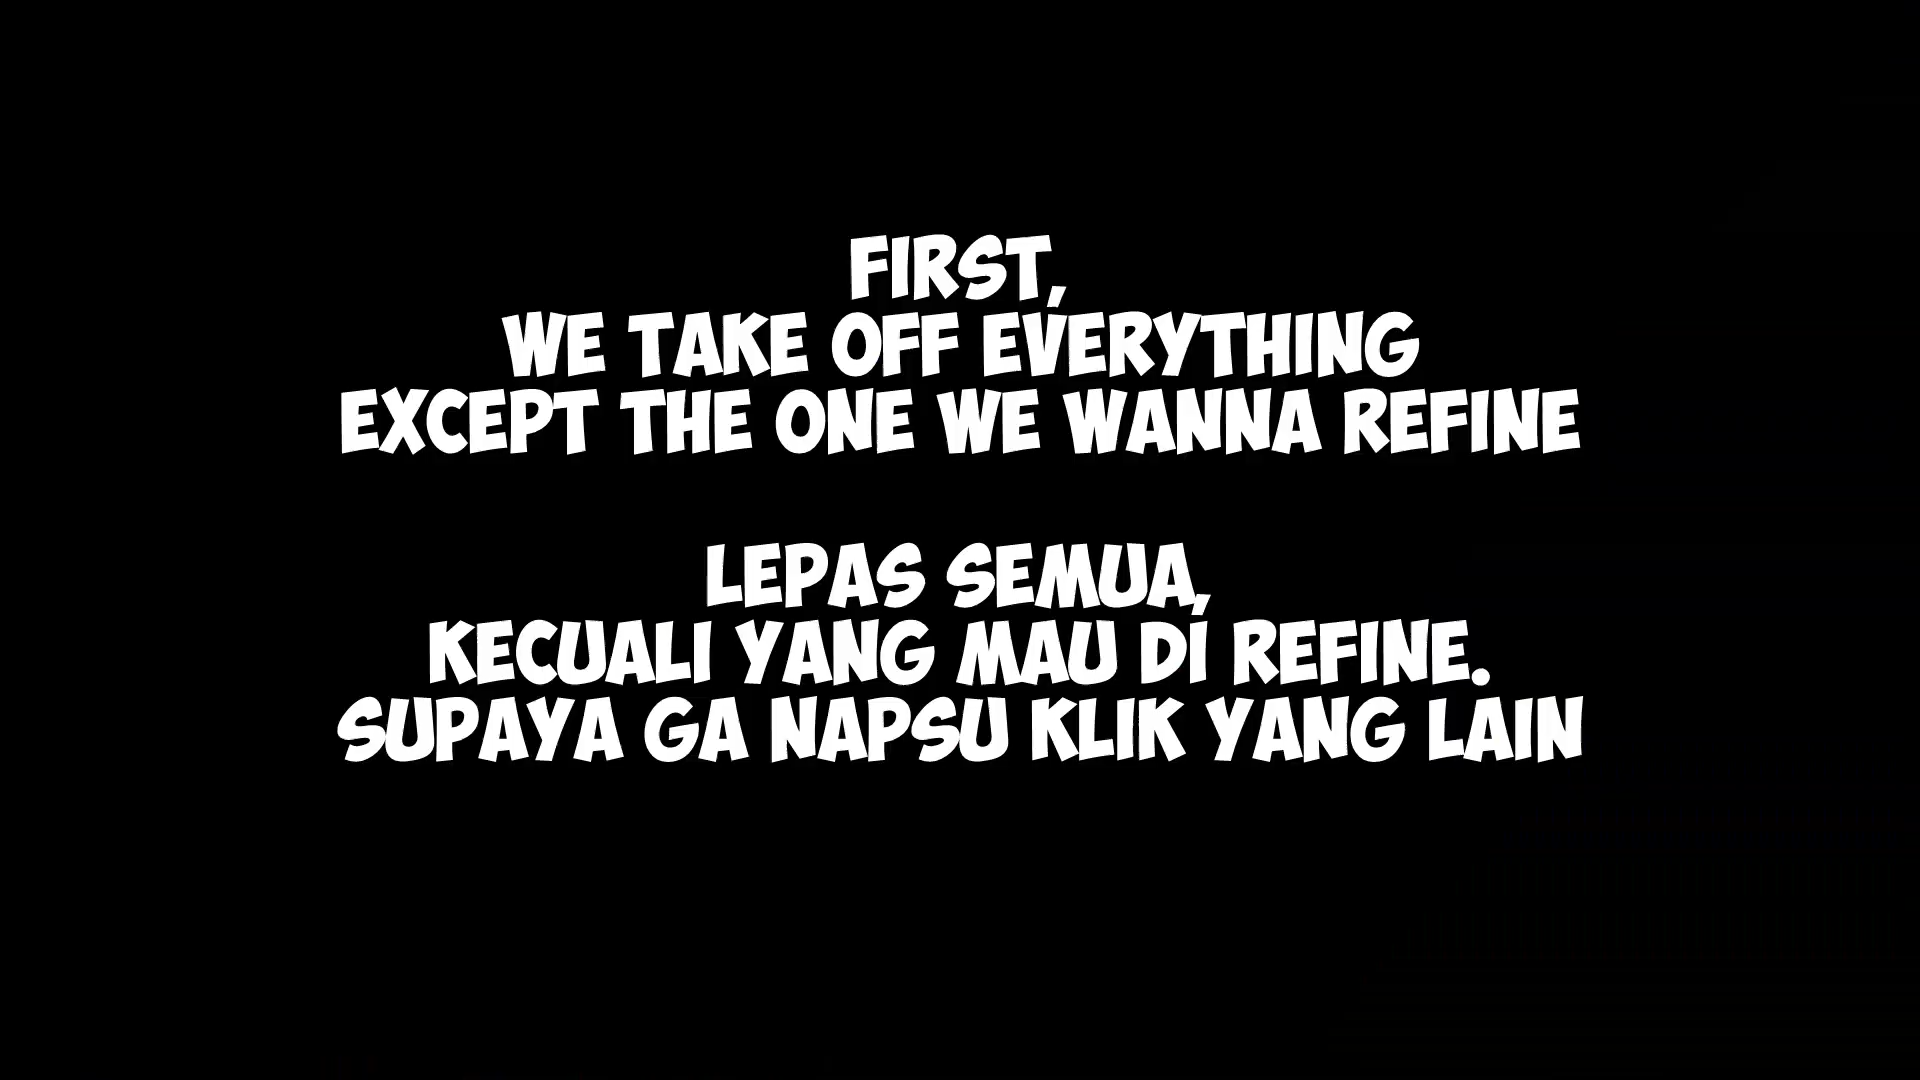 FIRST,
WE TAKE OFF EVERYTHING
EXCEPT THE ONE WE WANNA REFINE
LEPAS SEMUA,
KECUALI YANG MAU DI REFINE.
SUPAYA GA NAPSU KLIK YANG LAIN